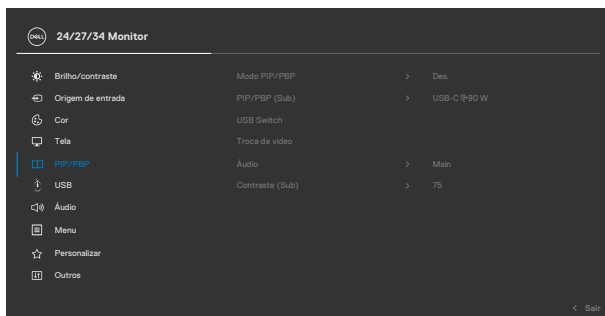 DELL 24/27/34 Monitor
Brilho/contraste Modo PIP/PBP > Des.
Origem de entrada PIP/PBP (Sub) > USB-C 90 W
Cor USB Switch
Tela Troca de vídeo
PIP/PBP Áudio > Main
USB Contraste (Sub) > 75
Áudio
Menu
Personalizar
Outros
< Sair